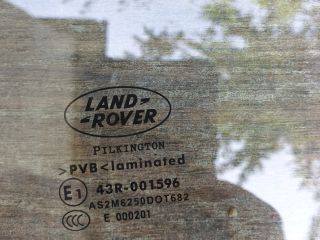 LAND-
-ROVER
PILKINGTON
>PVB<laminated
E1 43R-001596
AS2M6250DOT682
CCC E 000201